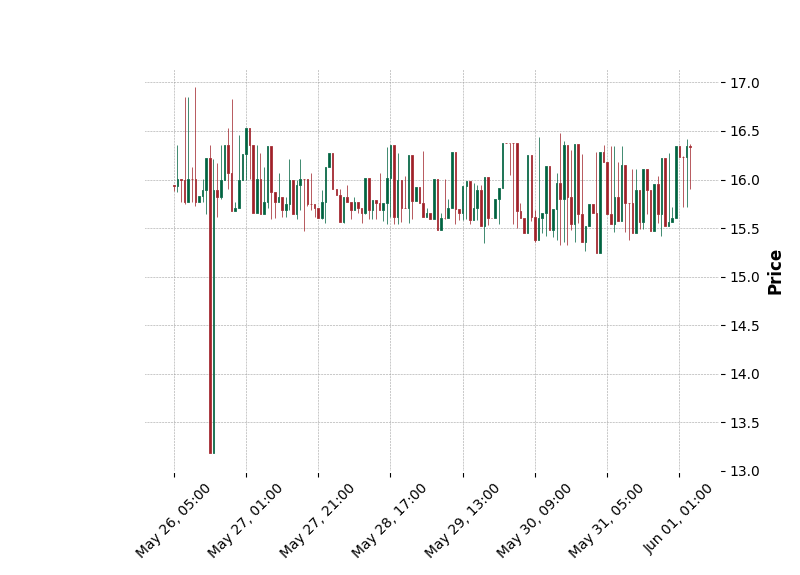 17.0
16.5
16.0
15.5
15.0
14.5
14.0
13.5
13.0
Price
May 26, 05:00
May 27, 01:00
May 27, 21:00
May 28, 17:00
May 29, 13:00
May 30, 09:00
May 31, 05:00
Jun 01, 01:00